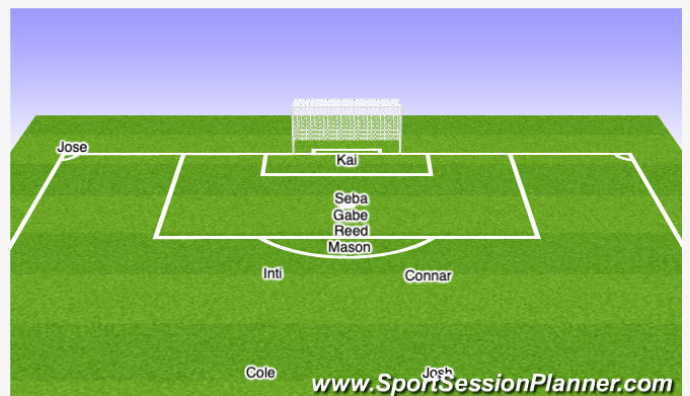 Jose
Kai
Seba
Gabe
Reed
Mason
Inti
Connar
Cole
Josh
www.SportSessionPlanner.com